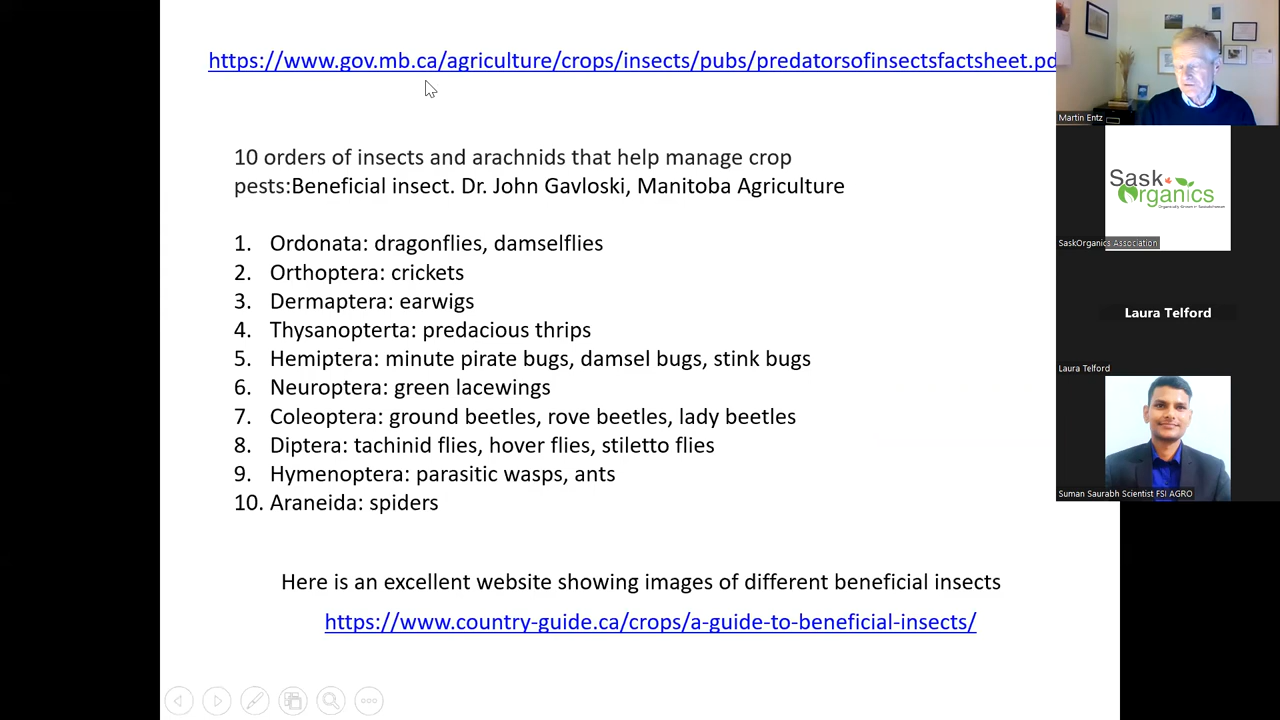 https://www.gov.mb.ca/agriculture/crops/insects/pubs/predatorsofinsectsfactsheet.pd
10 orders of insects and arachnids that help manage crop
pests:Beneficial insect. Dr. John Gavloski, Manitoba Agriculture
1. Ordonata: dragonflies, damselflies
2. Orthoptera: crickets
3. Dermaptera: earwigs
4. Thysanopterta: predacious thrips
5. Hemiptera: minute pirate bugs, damsel bugs, stink bugs
6. Neuroptera: green lacewings
7. Coleoptera: ground beetles, rove beetles, lady beetles
8. Diptera: tachinid flies, hover flies, stiletto flies
9. Hymenoptera: parasitic wasps, ants
10. Araneida: spiders
Here is an excellent website showing images of different beneficial insects
https://www.country-guide.ca/crops/a-guide-to-beneficial-insects/
Martin Entz
Sask
Organics
SaskOrganics Association
Laura Telford
Laura Telford
Suman Saurabh Scientist FSI AGRO